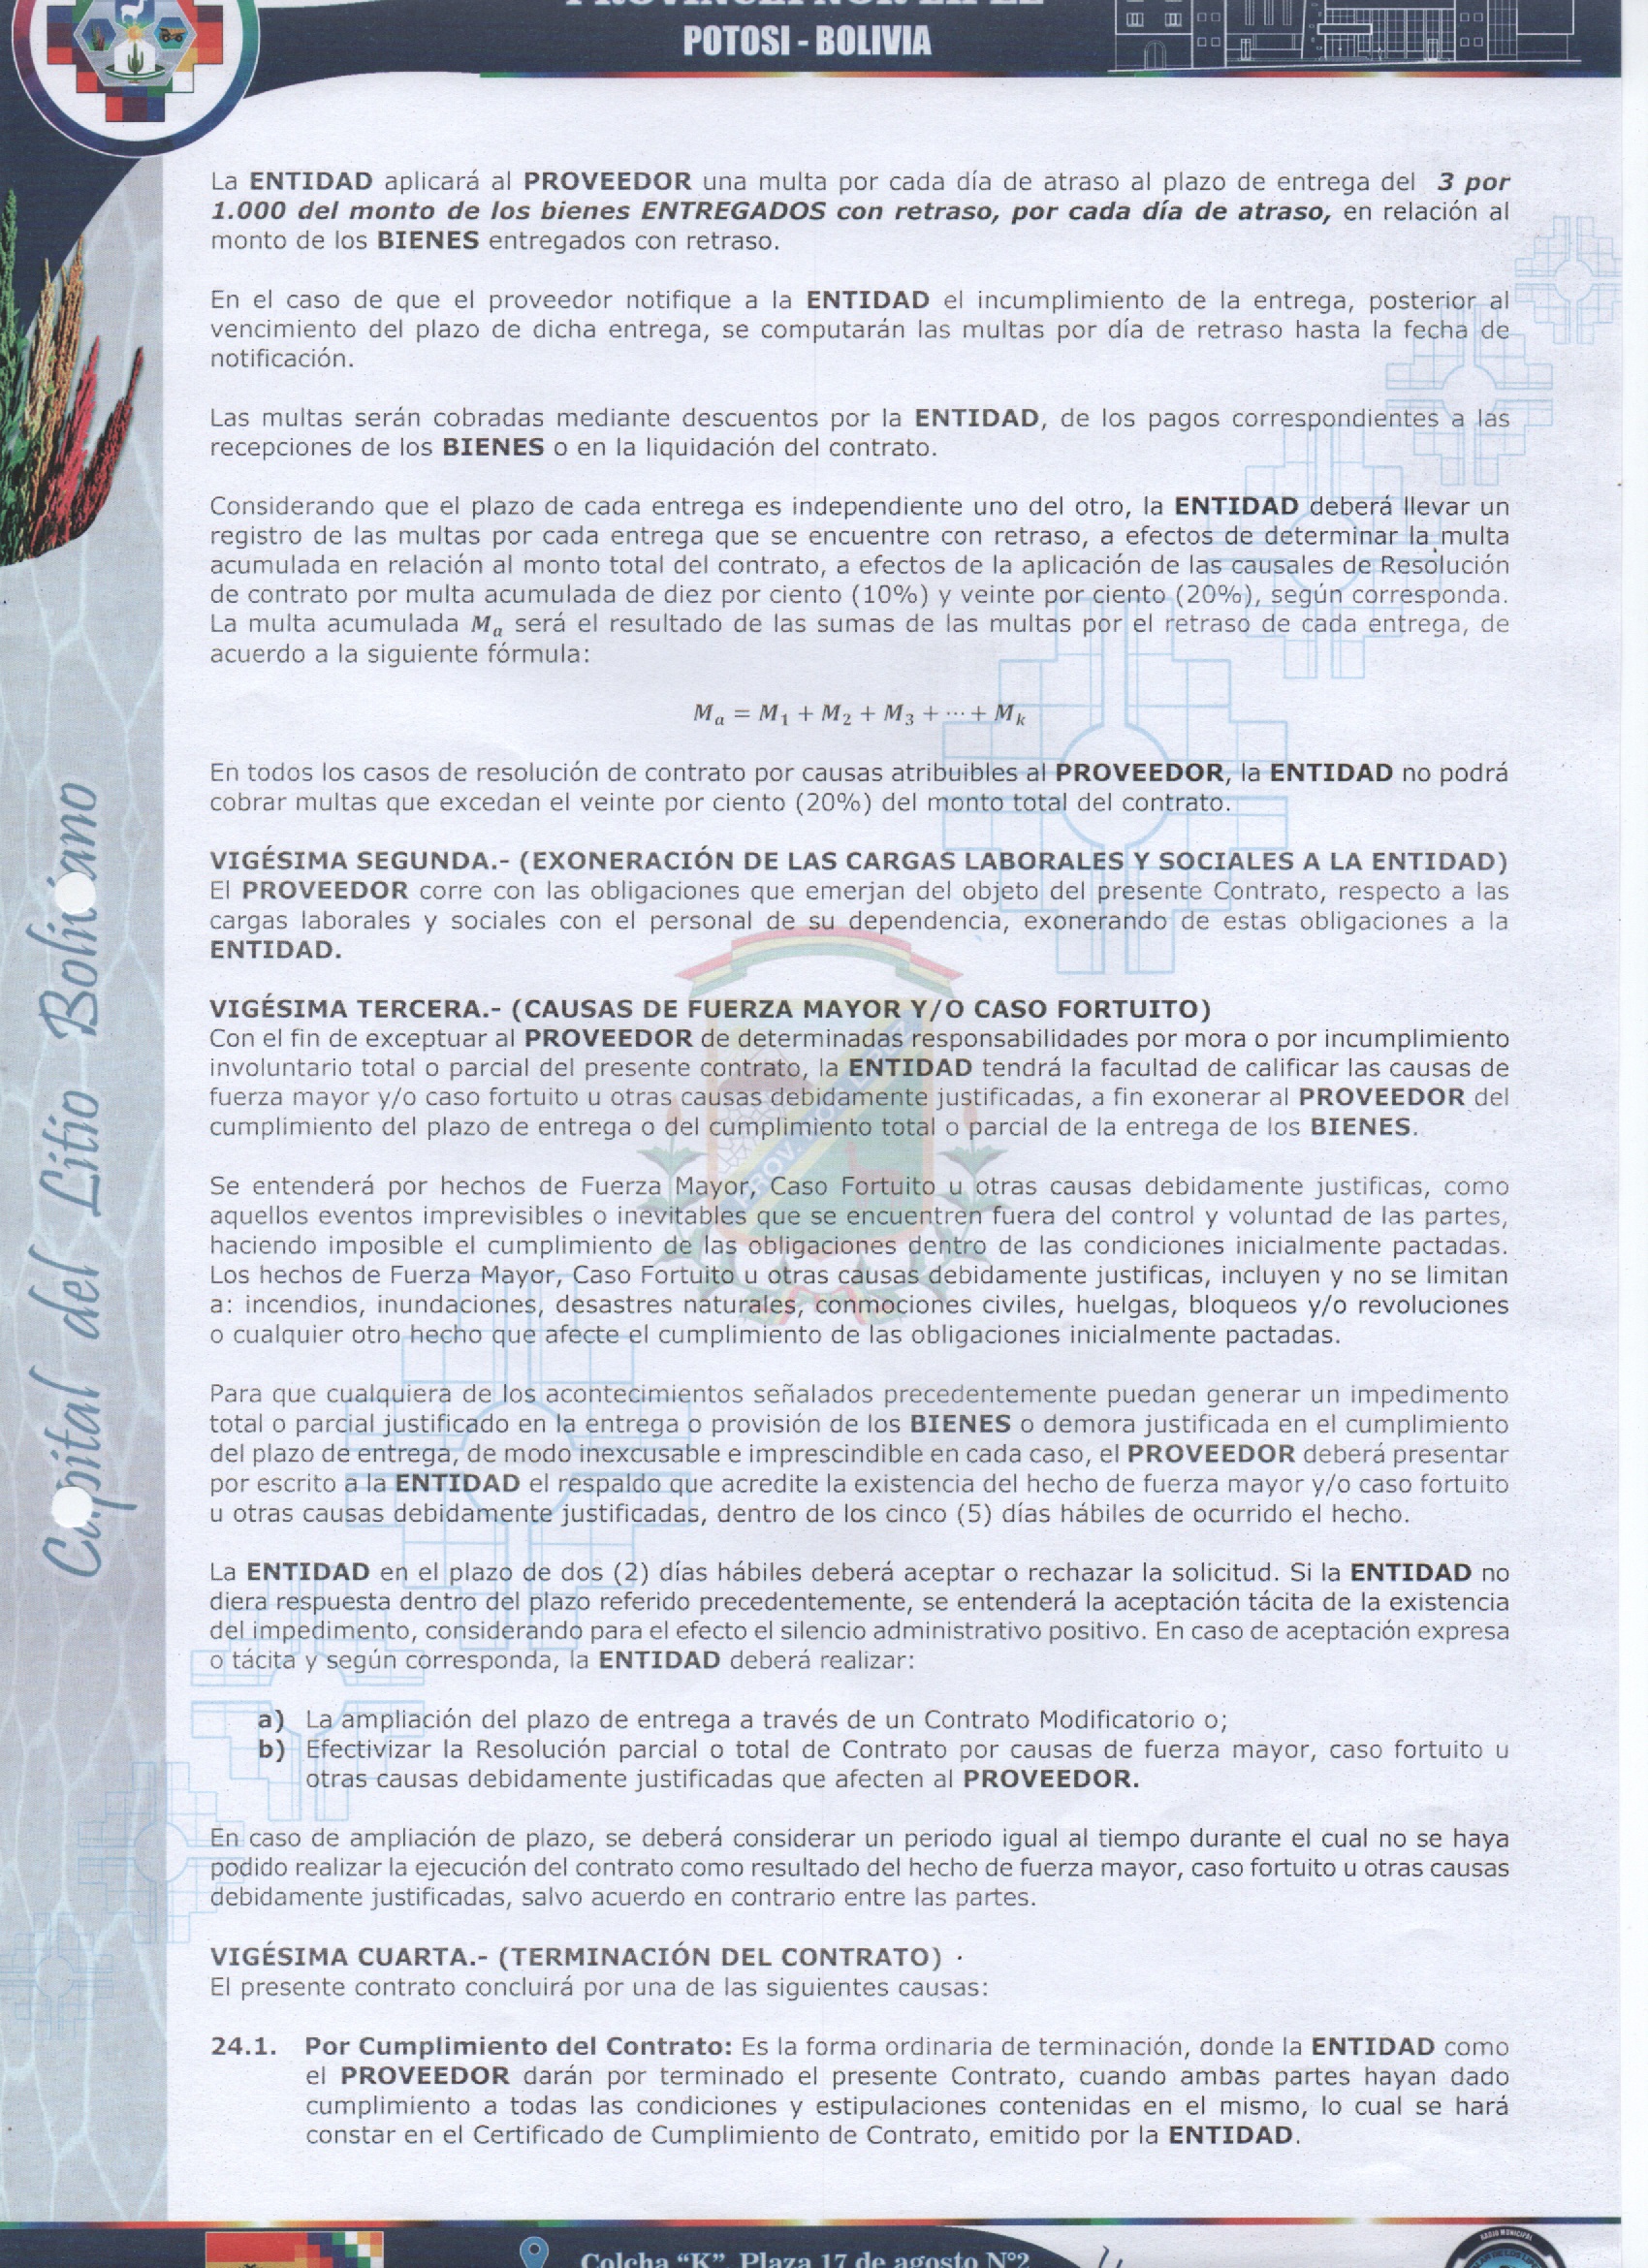 PROVINCIA NOR LIPEZ
POTOSI - BOLIVIA
La ENTIDAD aplicará al PROVEEDOR una multa por cada día de atraso al plazo de entrega del 3 por
1.000 del monto de los bienes ENTREGADOS con retraso, por cada día de atraso, en relación al
monto de los BIENES entregados con retraso.
En el caso de que el proveedor notifique a la ENTIDAD el incumplimiento de la entrega, posterior al
vencimiento del plazo de dicha entrega, se computarán las multas por día de retraso hasta la fecha de
notificación.
Las multas serán cobradas mediante descuentos por la ENTIDAD, de los pagos correspondientes a las
recepciones de los BIENES o en la liquidación del contrato.
Considerando que el plazo de cada entrega es independiente uno del otro, la ENTIDAD deberá llevar un
registro de las multas por cada entrega que se encuentre con retraso, a efectos de determinar la multa
acumulada en relación al monto total del contrato, a efectos de la aplicación de las causales de Resolución
de contrato por multa acumulada de diez por ciento (10%) y veinte por ciento (20%), según corresponda.
La multa acumulada Ma será el resultado de las sumas de las multas por el retraso de cada entrega, de
acuerdo a la siguiente fórmula:
Ma = M1 + M2 + M3 + ··· + Mk
En todos los casos de resolución de contrato por causas atribuibles al PROVEEDOR, la ENTIDAD no podrá
cobrar multas que excedan el veinte por ciento (20%) del monto total del contrato.
VIGÉSIMA SEGUNDA.- (EXONERACIÓN DE LAS CARGAS LABORALES Y SOCIALES A LA ENTIDAD)
El PROVEEDOR corre con las obligaciones que emerjan del objeto del presente Contrato, respecto a las
cargas laborales y sociales con el personal de su dependencia, exonerando de estas obligaciones a la
ENTIDAD.
VIGÉSIMA TERCERA.- (CAUSAS DE FUERZA MAYOR Y/O CASO FORTUITO)
Con el fin de exceptuar al PROVEEDOR de determinadas responsabilidades por mora o por incumplimiento
involuntario total o parcial del presente contrato, la ENTIDAD tendrá la facultad de calificar las causas de
fuerza mayor y/o caso fortuito u otras causas debidamente justificadas, a fin exonerar al PROVEEDOR del
cumplimiento del plazo de entrega o del cumplimiento total o parcial de la entrega de los BIENES.
Se entenderá por hechos de Fuerza Mayor, Caso Fortuito u otras causas debidamente justificas, como
aquellos eventos imprevisibles o inevitables que se encuentren fuera del control y voluntad de las partes,
haciendo imposible el cumplimiento de las obligaciones dentro de las condiciones inicialmente pactadas.
Los hechos de Fuerza Mayor, Caso Fortuito u otras causas debidamente justificas, incluyen y no se limitan
a: incendios, inundaciones, desastres naturales, conmociones civiles, huelgas, bloqueos y/o revoluciones
o cualquier otro hecho que afecte el cumplimiento de las obligaciones inicialmente pactadas.
Para que cualquiera de los acontecimientos señalados precedentemente puedan generar un impedimento
total o parcial justificado en la entrega o provisión de los BIENES o demora justificada en el cumplimiento
del plazo de entrega, de modo inexcusable e imprescindible en cada caso, el PROVEEDOR deberá presentar
por escrito a la ENTIDAD el respaldo que acredite la existencia del hecho de fuerza mayor y/o caso fortuito
u otras causas debidamente justificadas, dentro de los cinco (5) días hábiles de ocurrido el hecho.
La ENTIDAD en el plazo de dos (2) días hábiles deberá aceptar o rechazar la solicitud. Si la ENTIDAD no
diera respuesta dentro del plazo referido precedentemente, se entenderá la aceptación tácita de la existencia
del impedimento, considerando para el efecto el silencio administrativo positivo. En caso de aceptación expresa
o tácita y según corresponda, la ENTIDAD deberá realizar:
a) La ampliación del plazo de entrega a través de un Contrato Modificatorio o;
b) Efectivizar la Resolución parcial o total de Contrato por causas de fuerza mayor, caso fortuito u
otras causas debidamente justificadas que afecten al PROVEEDOR.
En caso de ampliación de plazo, se deberá considerar un periodo igual al tiempo durante el cual no se haya
podido realizar la ejecución del contrato como resultado del hecho de fuerza mayor, caso fortuito u otras causas
debidamente justificadas, salvo acuerdo en contrario entre las partes.
VIGÉSIMA CUARTA.- (TERMINACIÓN DEL CONTRATO)
El presente contrato concluirá por una de las siguientes causas:
24.1. Por Cumplimiento del Contrato: Es la forma ordinaria de terminación, donde la ENTIDAD como
el PROVEEDOR darán por terminado el presente Contrato, cuando ambas partes hayan dado
cumplimiento a todas las condiciones y estipulaciones contenidas en el mismo, lo cual se hará
constar en el Certificado de Cumplimiento de Contrato, emitido por la ENTIDAD.
Capital del Litio Boliviano
PROV. NOR LIPEZ
Colcha "K", Plaza 17 de agosto N°2
RADIO MUNICIPAL